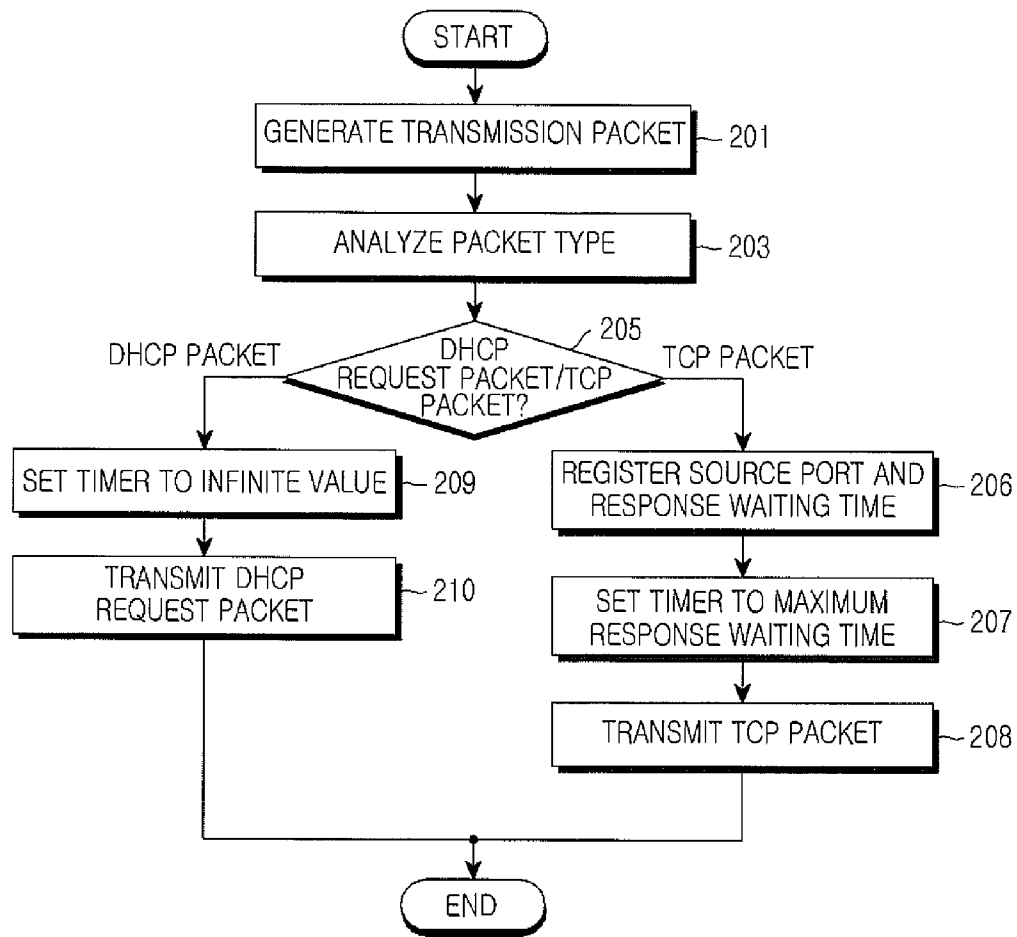 START
GENERATE TRANSMISSION PACKET
201
ANALYZE PACKET TYPE
203
205
DHCP PACKET
DHCP
REQUEST PACKET/TCP
PACKET?
TCP PACKET
SET TIMER TO INFINITE VALUE
209
REGISTER SOURCE PORT AND
RESPONSE WAITING TIME
206
TRANSMIT DHCP
REQUEST PACKET
210
SET TIMER TO MAXIMUM
RESPONSE WAITING TIME
207
TRANSMIT TCP PACKET
208
END